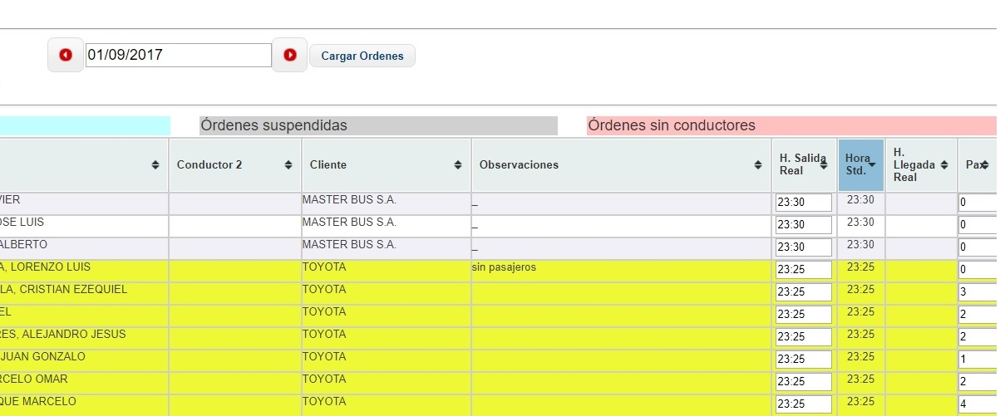 01/09/2017 Cargar Ordenes
Órdenes suspendidas Órdenes sin conductores
Conductor 2 Cliente Observaciones H. Salida Real Hora Std. H. Llegada Real Pax
VIER MASTER BUS S.A. _ 23:30 23:30 0
OSE LUIS MASTER BUS S.A. _ 23:30 23:30 0
ALBERTO MASTER BUS S.A. _ 23:30 23:30 0
A, LORENZO LUIS TOYOTA sin pasajeros 23:25 23:25 0
LA, CRISTIAN EZEQUIEL TOYOTA 23:25 23:25 3
EL TOYOTA 23:25 23:25 2
RES, ALEJANDRO JESUS TOYOTA 23:25 23:25 2
JUAN GONZALO TOYOTA 23:25 23:25 1
RCELO OMAR TOYOTA 23:25 23:25 2
QUE MARCELO TOYOTA 23:25 23:25 4